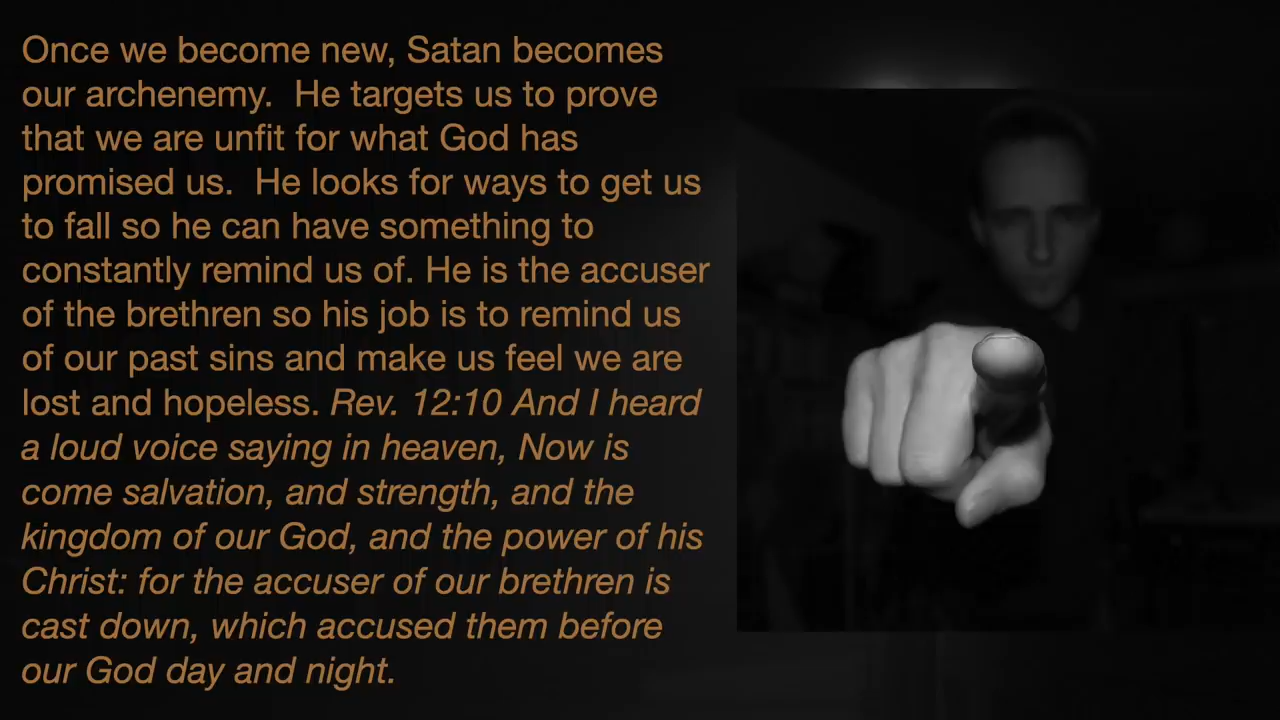 Once we become new, Satan becomes
our archenemy.  He targets us to prove
that we are unfit for what God has
promised us.  He looks for ways to get us
to fall so he can have something to
constantly remind us of. He is the accuser
of the brethren so his job is to remind us
of our past sins and make us feel we are
lost and hopeless. Rev. 12:10 And I heard
a loud voice saying in heaven, Now is
come salvation, and strength, and the
kingdom of our God, and the power of his
Christ: for the accuser of our brethren is
cast down, which accused them before
our God day and night.